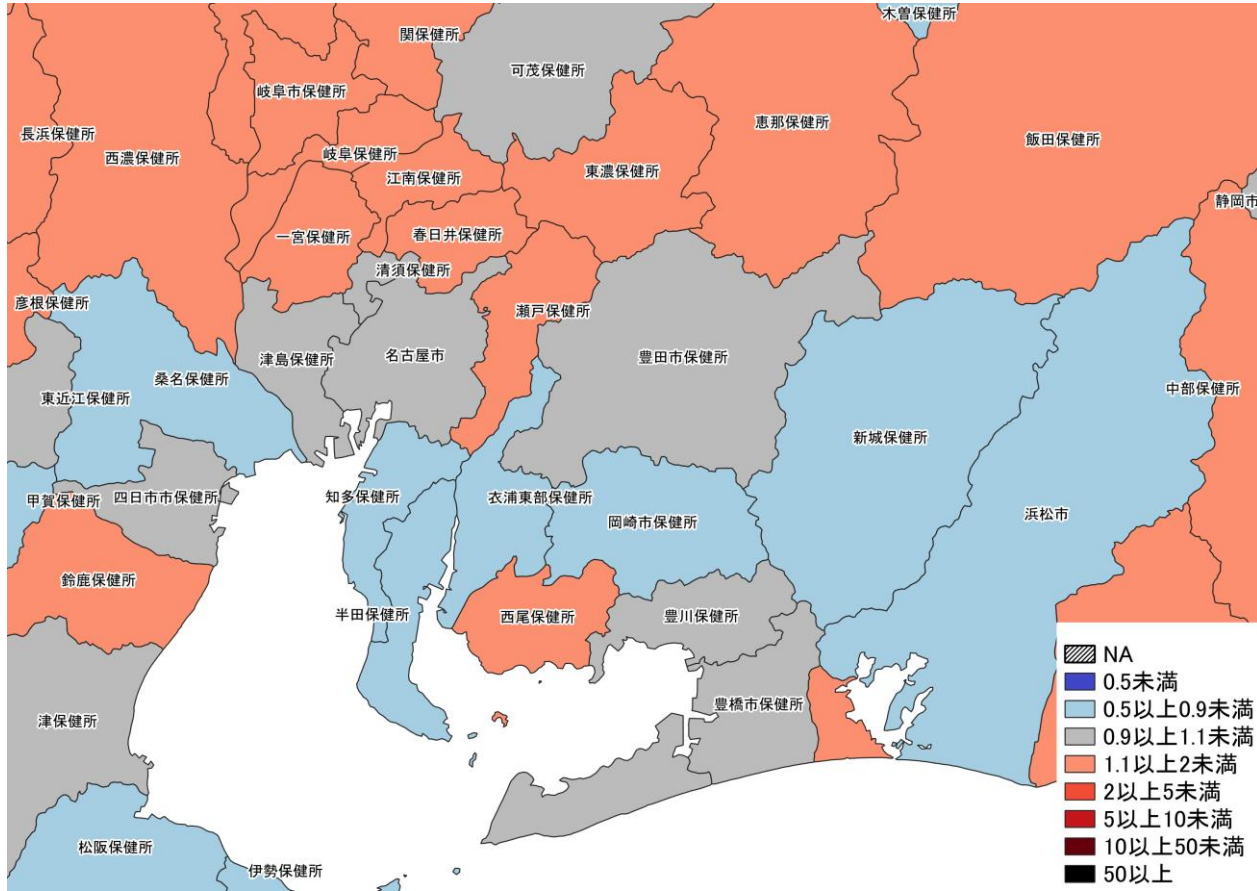 木曽保健所
関保健所
可茂保健所
岐阜市保健所
恵那保健所
長浜保健所
飯田保健所
西濃保健所
岐阜保健所
東濃保健所
江南保健所
静岡市
一宮保健所
春日井保健所
清須保健所
彦根保健所
瀬戸保健所
津島保健所
名古屋市
豊田市保健所
桑名保健所
中部保健所
東近江保健所
新城保健所
甲賀保健所
四日市市保健所
知多保健所
衣浦東部保健所
岡崎市保健所
浜松市
鈴鹿保健所
半田保健所
西尾保健所
豊川保健所
津保健所
豊橋市保健所
松阪保健所
伊勢保健所
NA
0.5未満
0.5以上0.9未満
0.9以上1.1未満
1.1以上2未満
2以上5未満
5以上10未満
10以上50未満
50以上